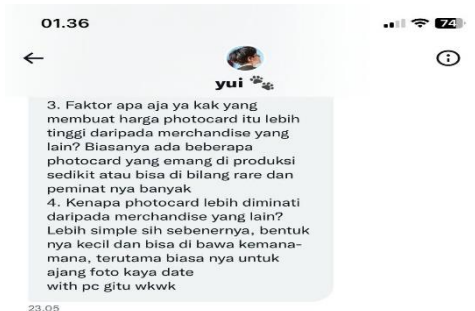 01.36
74
yui 🐾
3. Faktor apa aja ya kak yang
membuat harga photocard itu lebih
tinggi daripada merchandise yang
lain? Biasanya ada beberapa
photocard yang emang di produksi
sedikit atau bisa di bilang rare dan
peminat nya banyak
4. Kenapa photocard lebih diminati
daripada merchandise yang lain?
Lebih simple sih sebenernya, bentuk
nya kecil dan bisa di bawa kemana-
mana, terutama biasa nya untuk
ajang foto kaya date
with pc gitu wkwk
23.05